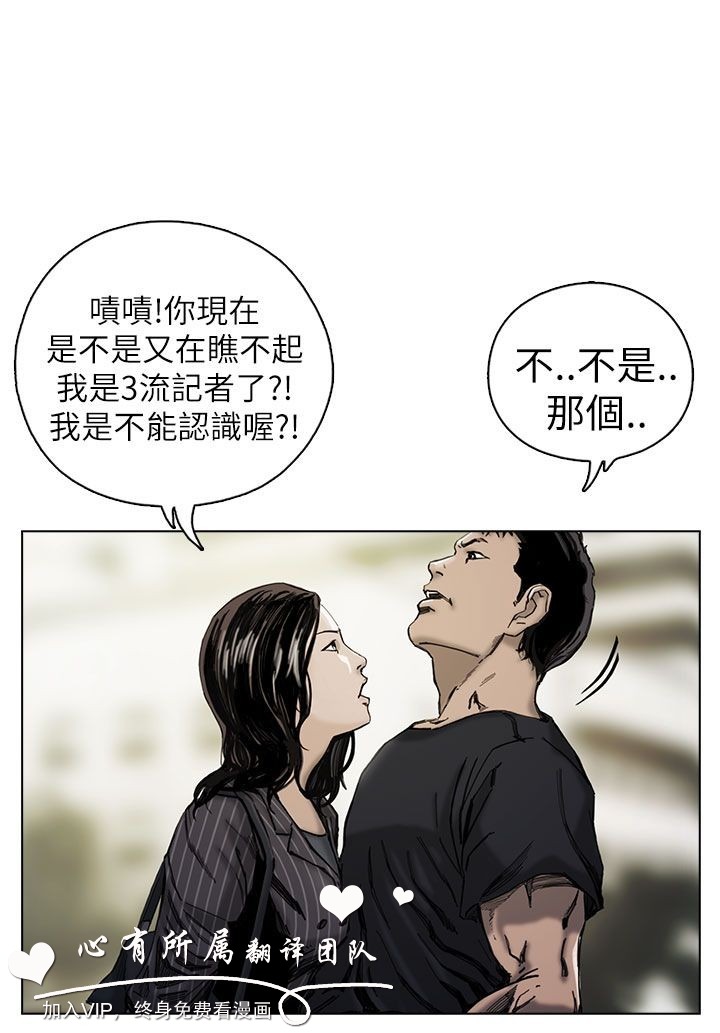 嘖嘖!你現在
是不是又在瞧不起
我是3流記者了?!
我是不能認識喔?!
不..不是..
那個..
心有所属翻译团队
加入VIP，终身免费看漫画